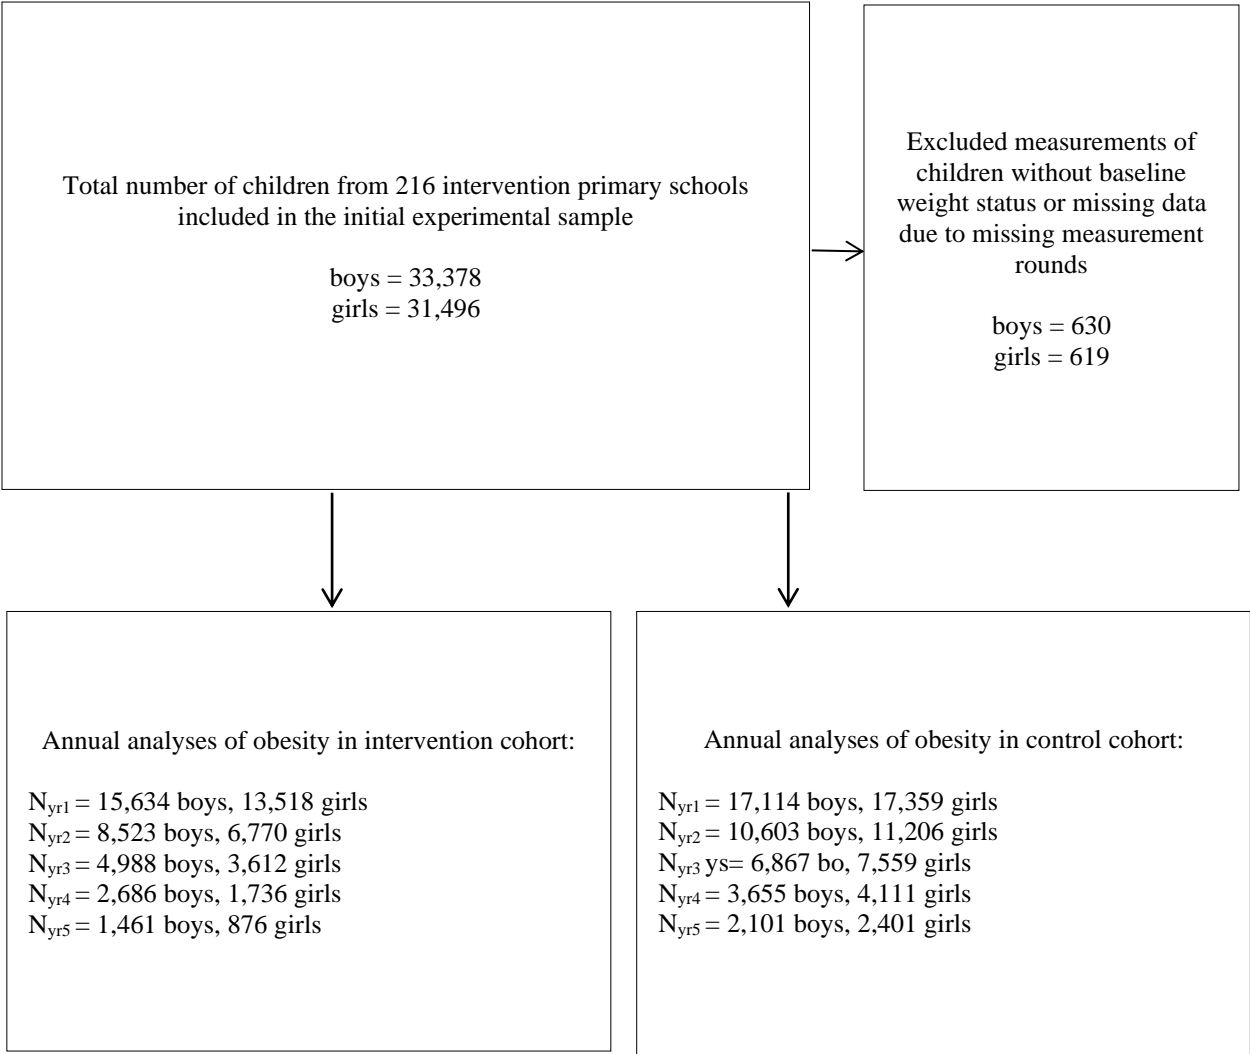 Total number of children from 216 intervention primary schools
included in the initial experimental sample
boys = 33,378
girls = 31,496
Excluded measurements of
children without baseline
weight status or missing data
due to missing measurement
rounds
boys = 630
girls = 619
Annual analyses of obesity in intervention cohort:
Nyr1 = 15,634 boys, 13,518 girls
Nyr2 = 8,523 boys, 6,770 girls
Nyr3 = 4,988 boys, 3,612 girls
Nyr4 = 2,686 boys, 1,736 girls
Nyr5 = 1,461 boys, 876 girls
Annual analyses of obesity in control cohort:
Nyr1 = 17,114 boys, 17,359 girls
Nyr2 = 10,603 boys, 11,206 girls
Nyr3 ys= 6,867 bo, 7,559 girls
Nyr4 = 3,655 boys, 4,111 girls
Nyr5 = 2,101 boys, 2,401 girls